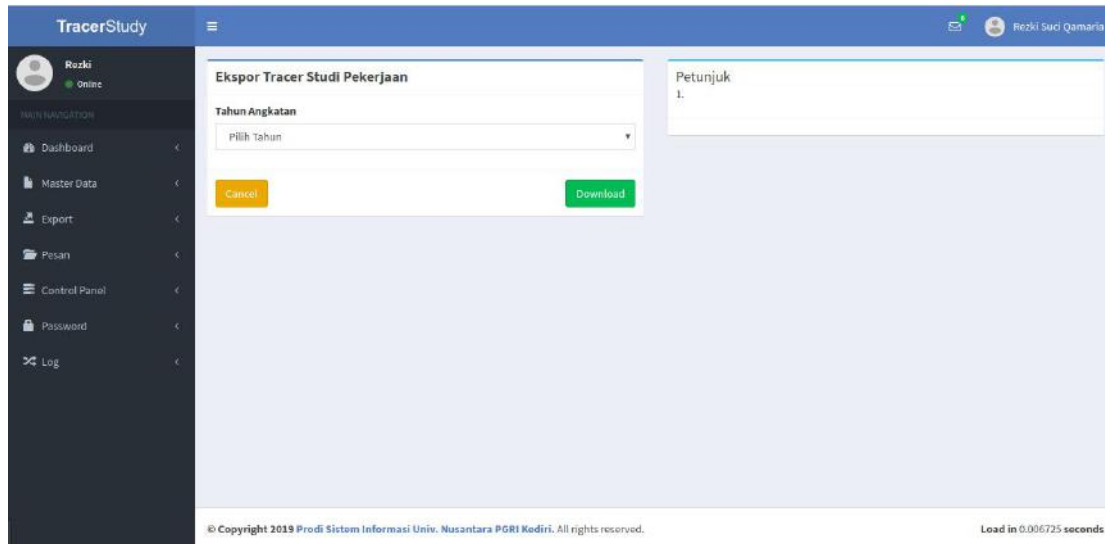 TracerStudy
Rezki Suci Qamaria
Rezki
Online
MAIN NAVIGATION
Dashboard
Master Data
Export
Pesan
Control Panel
Password
Log
Ekspor Tracer Studi Pekerjaan
Tahun Angkatan
Pilih Tahun
Cancel
Download
Petunjuk
1.
© Copyright 2019 Prodi Sistem Informasi Univ. Nusantara PGRI Kediri. All rights reserved.
Load in 0.006725 seconds